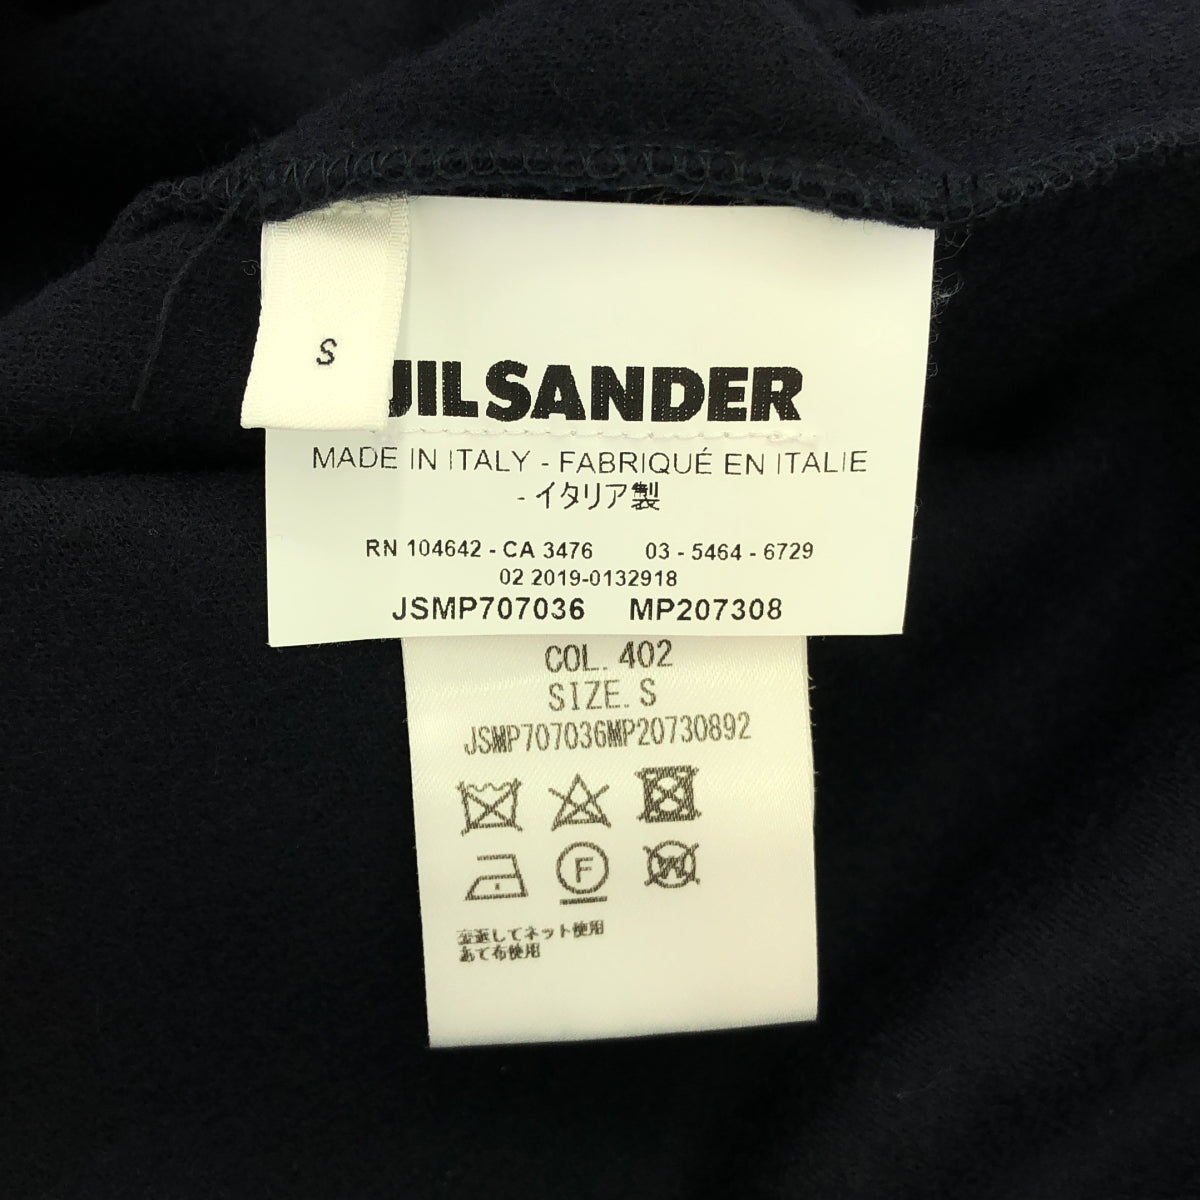 S
JIL SANDER
MADE IN ITALY - FABRIQUÉ EN ITALIE
- イタリア製
RN 104642 - CA 3476 03 - 5464 - 6729
02 2019-0132918
JSMP707036 MP207308
COL. 402
SIZE. S
JSMP707036MP20730892
F
W
裏返してネット使用
あて布使用